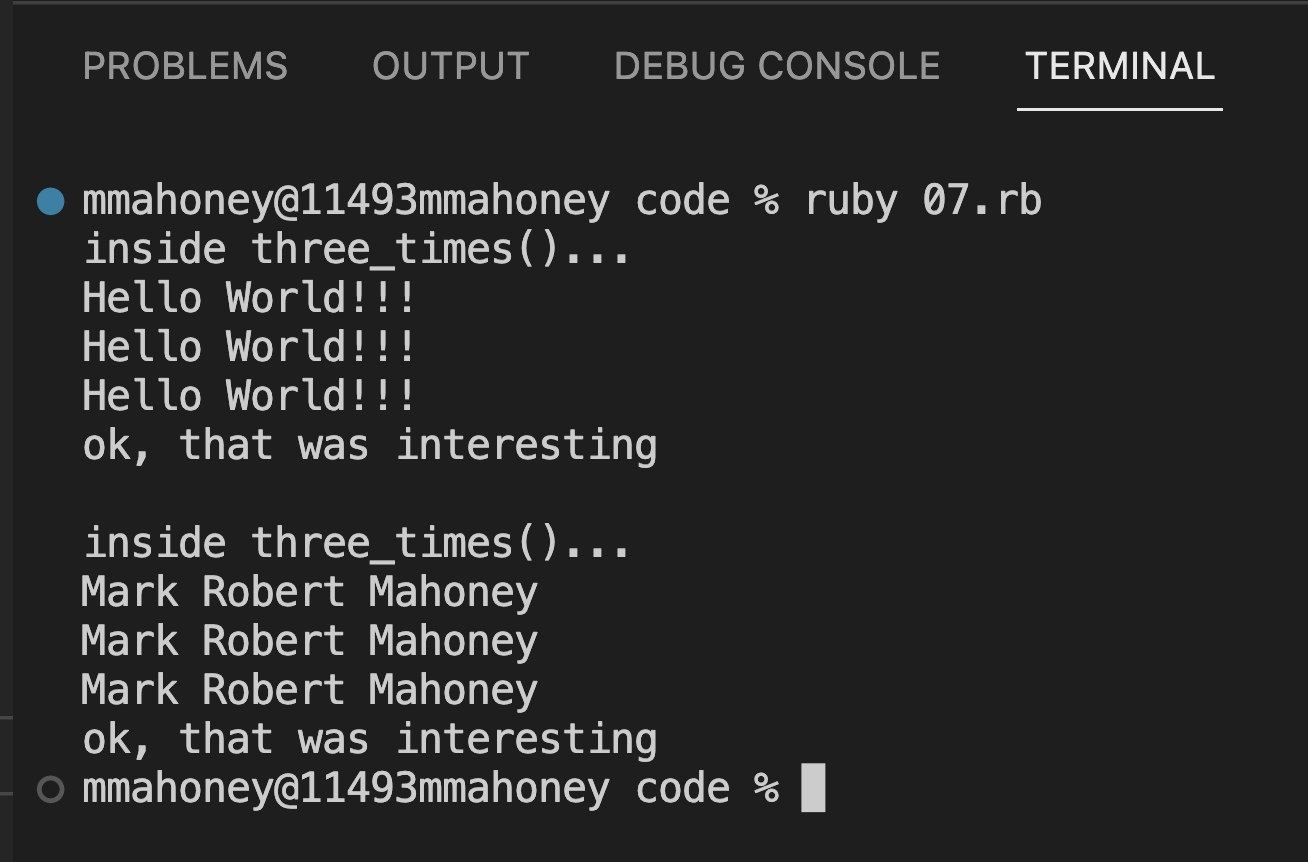 PROBLEMS OUTPUT DEBUG CONSOLE TERMINAL
mmahoney@11493mmahoney code % ruby 07.rb
inside three_times()...
Hello World!!!
Hello World!!!
Hello World!!!
ok, that was interesting

inside three_times()...
Mark Robert Mahoney
Mark Robert Mahoney
Mark Robert Mahoney
ok, that was interesting
mmahoney@11493mmahoney code %